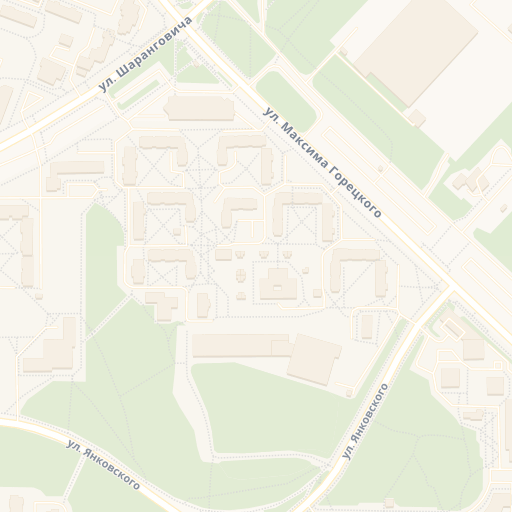 ул. Шаранговича
ул. Максима Горецкого
ул. Янковского
ул. Янковского